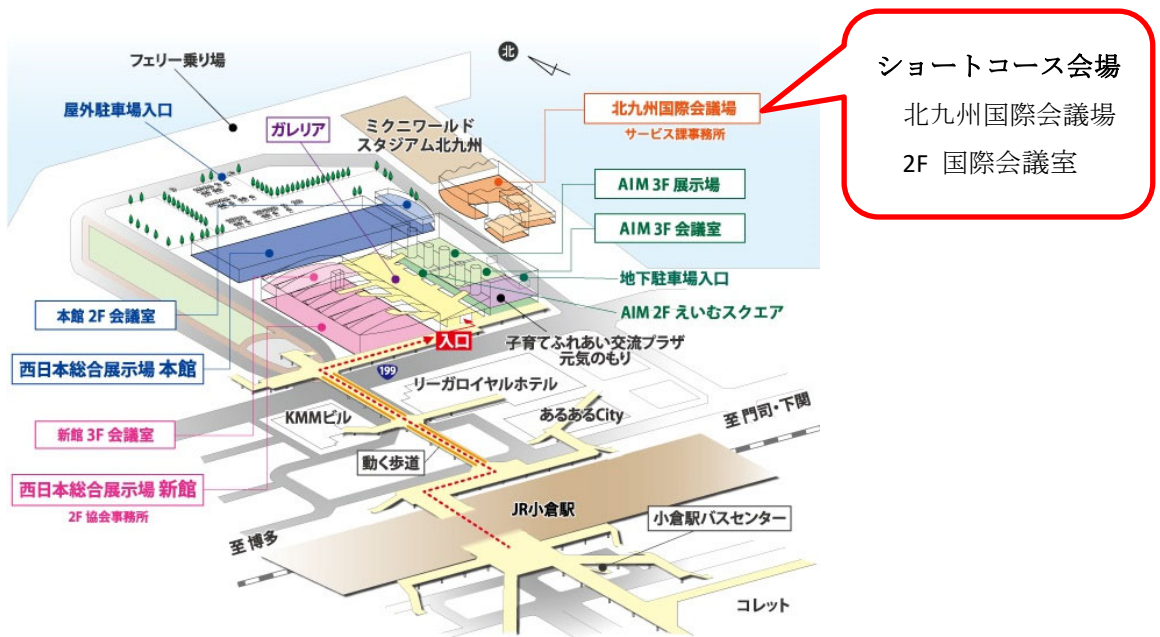 北
フェリー乗り場
屋外駐車場入口
ガレリア
ミクニワールド
スタジアム北九州
北九州国際会議場
サービス課事務所
ショートコース会場
北九州国際会議場
2F 国際会議室
AIM 3F 展示場
AIM 3F 会議室
地下駐車場入口
AIM 2F えいむスクエア
本館 2F 会議室
西日本総合展示場 本館
入口
子育てふれあい交流プラザ
元気のもり
199
リーガロイヤルホテル
KMMビル
あるあるCity
至 門司・下関
新館 3F 会議室
動く歩道
西日本総合展示場 新館
2F 協会事務所
JR小倉駅
小倉駅バスセンター
至 博多
コレット